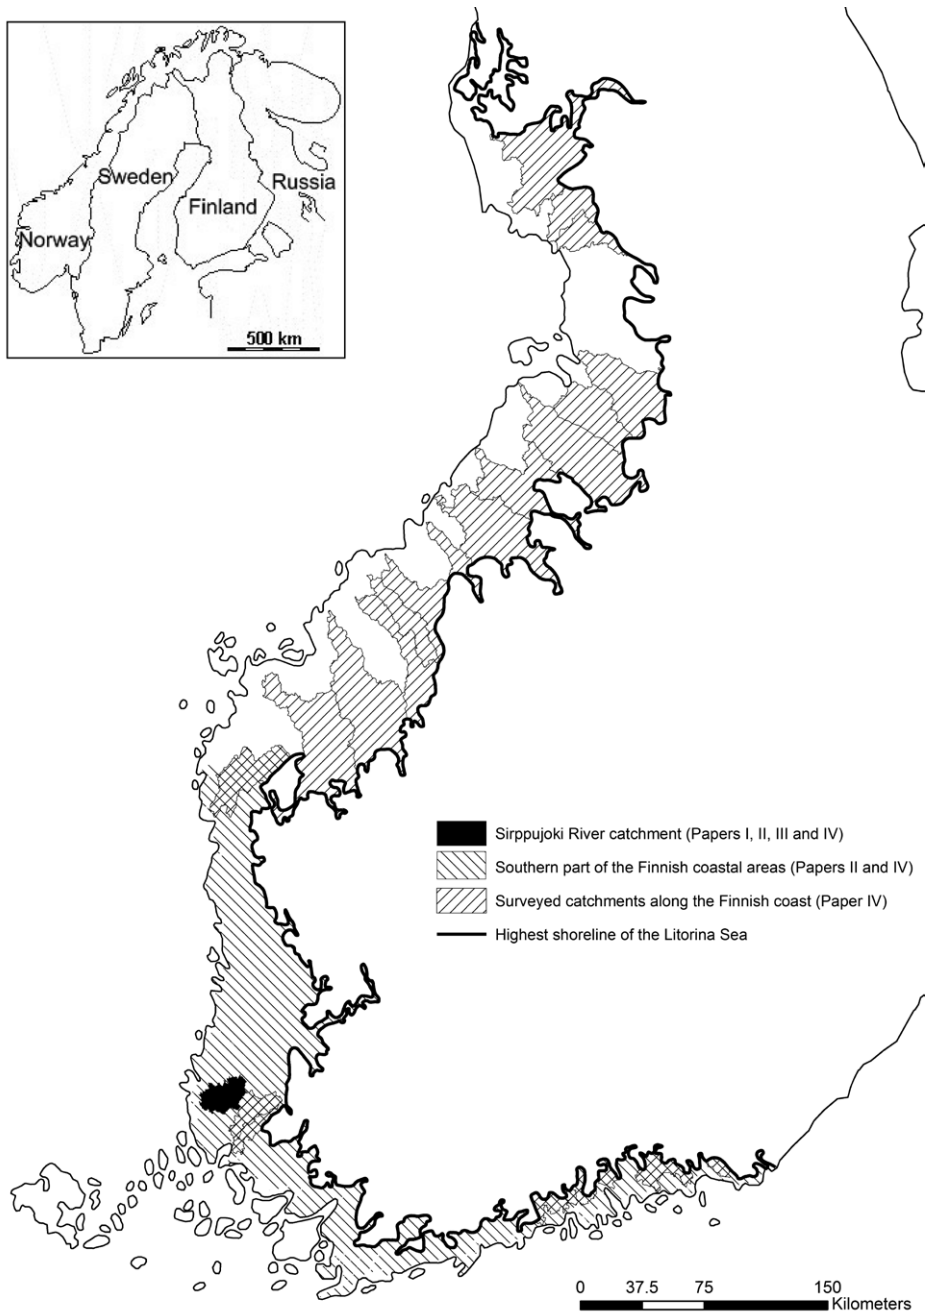 Sweden
Russia
Finland
Norway
500 km
Sirppujoki River catchment (Papers I, II, III and IV)
Southern part of the Finnish coastal areas (Papers II and IV)
Surveyed catchments along the Finnish coast (Paper IV)
Highest shoreline of the Litorina Sea
0 37.5 75 150
Kilometers